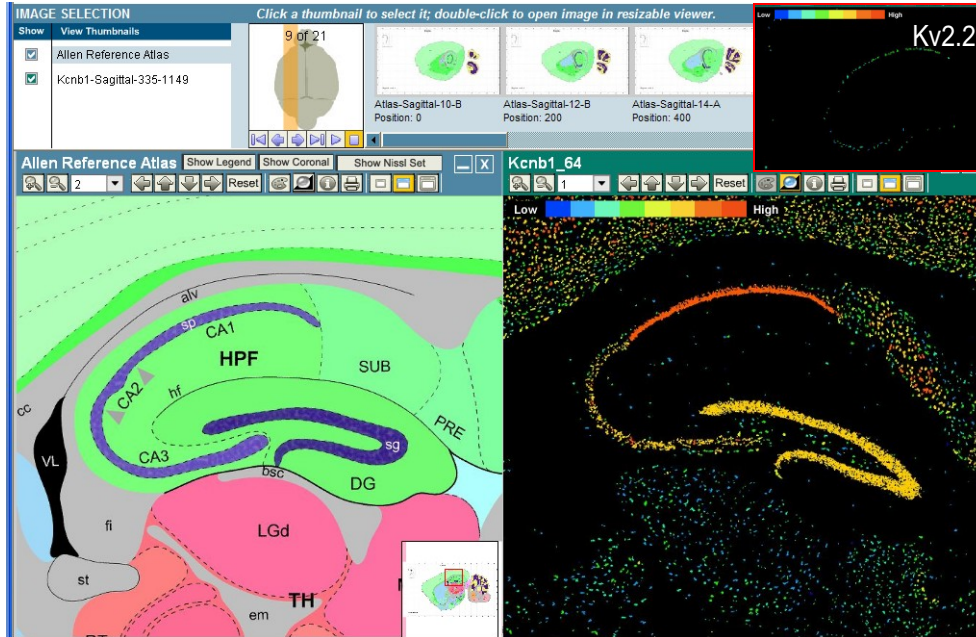 IMAGE SELECTION
Click a thumbnail to select it; double-click to open image in resizable viewer.
Show View Thumbnails
Allen Reference Atlas
Kcnb1-Sagittal-335-1149
9 of 21
Atlas-Sagittal-10-B
Position: 0
Atlas-Sagittal-12-B
Position: 200
Atlas-Sagittal-14-A
Position: 400
Low High
Kv2.2
Allen Reference Atlas Show Legend Show Coronal Show Nissl Set X
2 Reset
Kcnb1_64
1 Reset
Low High
alv
sp
CA1
HPF
SUB
CA2
hf
cc
PRE
VL
sg
CA3
bsc
DG
fi
LGd
st
TH
em